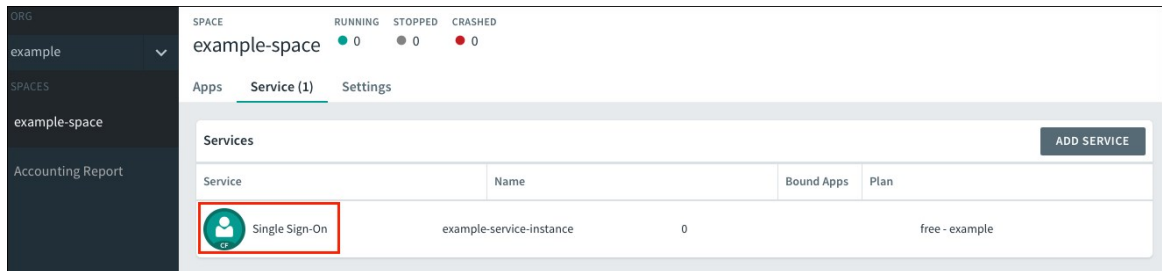 ORG
example
SPACES
example-space
Accounting Report
SPACE RUNNING STOPPED CRASHED
example-space 0 0 0
Apps Service (1) Settings
Services ADD SERVICE
Service Name Bound Apps Plan
CF Single Sign-On example-service-instance 0 free - example